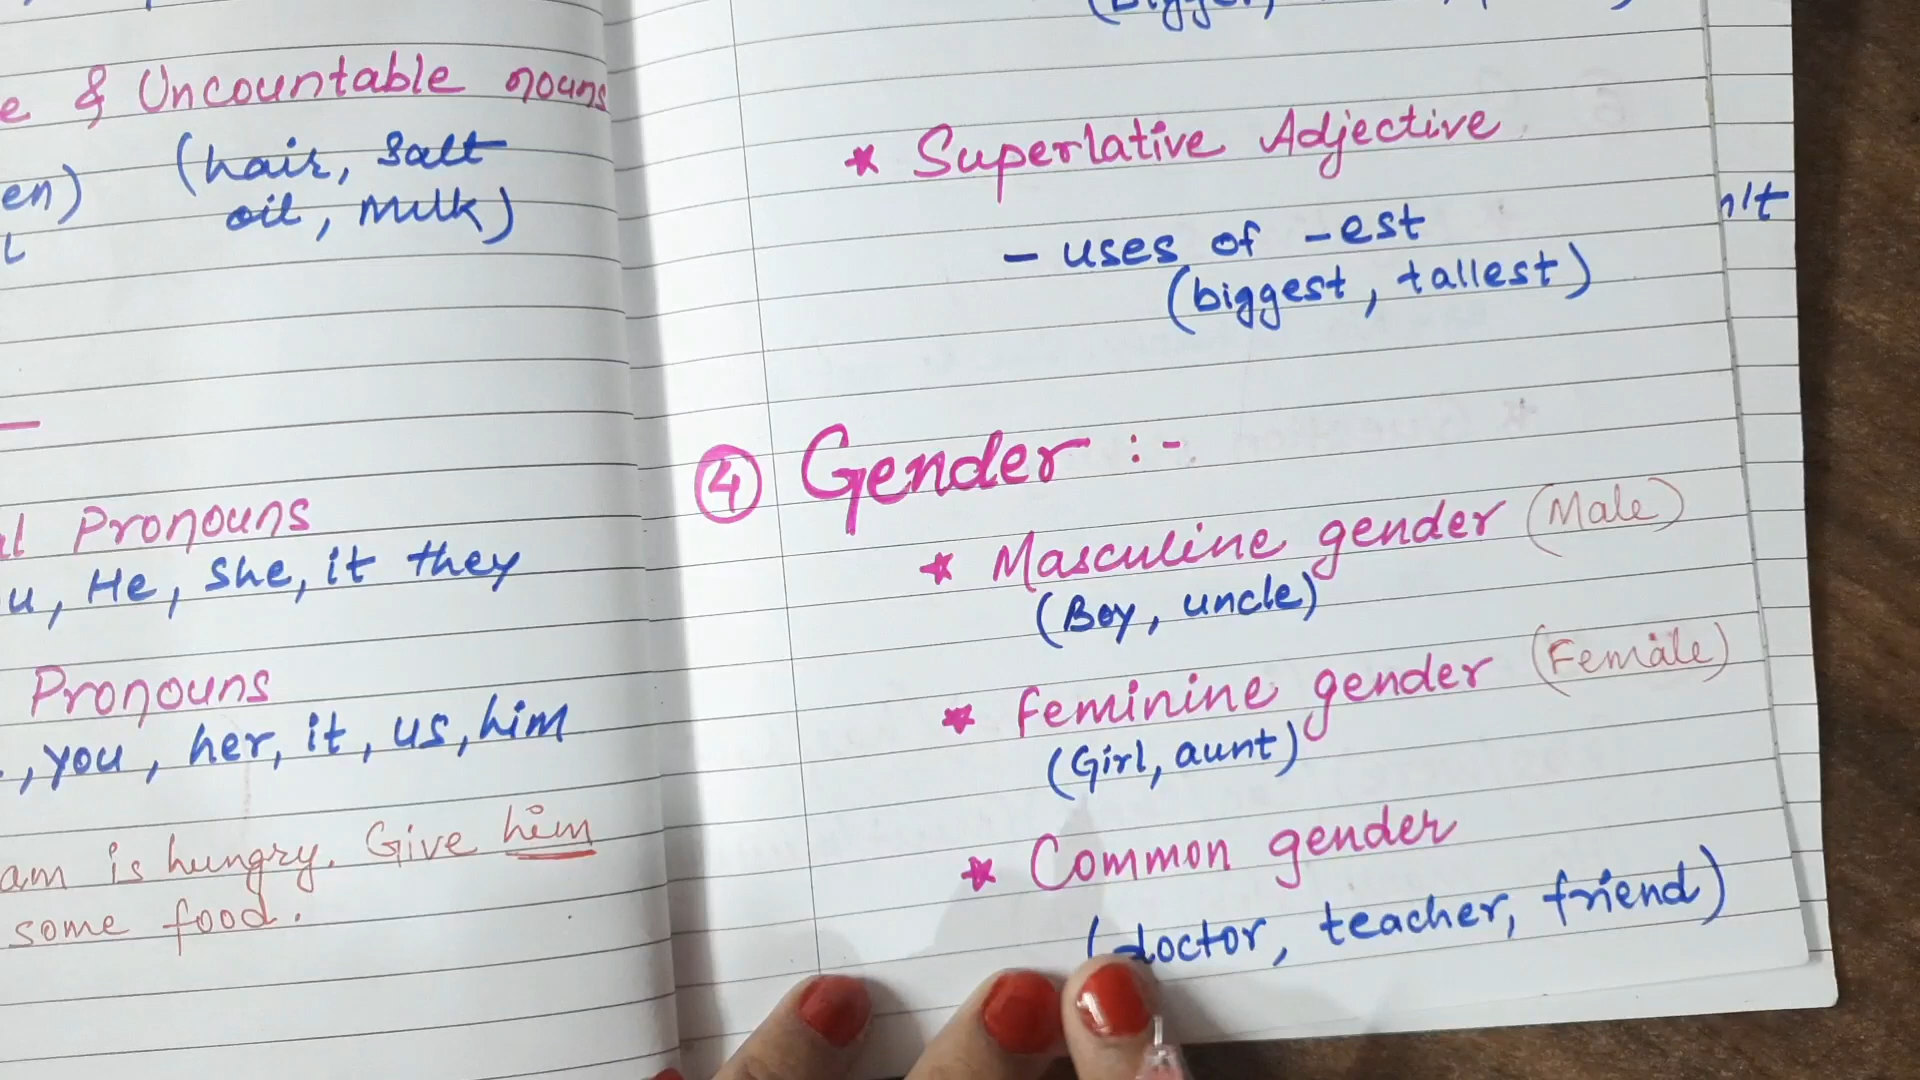 & Uncountable nouns
(hair, Salt
en)
oil, Milk)
Pronouns
u, He, She, it they
Pronouns
, you, her, it, us, him
am is hungry. Give him
some food.
* Superlative Adjective
- uses of -est
(biggest, tallest)
n't
④ Gender :-
* Masculine gender (Male)
(Boy, uncle)
* Feminine gender (Female)
(Girl, aunt)
* Common gender
(doctor, teacher, friend)